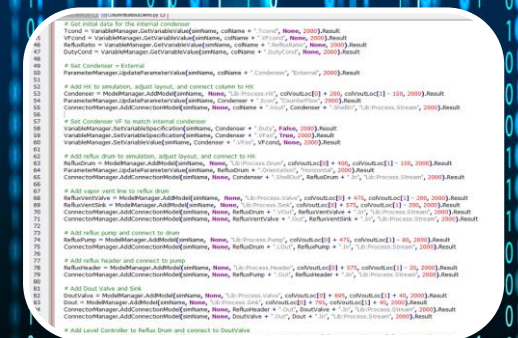 # Get initial data for the internal condenser
Tcond = VariableManager.GetVariableValue(simName, colName + ".Tcond", None, 2000).Result
VFcond = VariableManager.GetVariableValue(simName, colName + ".VFcond", None, 2000).Result
RefluxRatio = VariableManager.GetVariableValue(simName, colName + ".RefluxRatio", None, 2000).Result
DutyCond = VariableManager.GetVariableValue(simName, colName + ".DutyCond", None, 2000).Result
# Set Condenser = External
ParameterManager.UpdateParameterValue(simName, colName + ".Condenser", "External", 2000).Result
# Add HX to simulation, adjust layout, and connect column to HX
Condenser = ModelManager.AddModel(simName, None, "Lib:Process.HX", colVoutLoc[0] + 200, colVoutLoc[1] - 150, 2000).Result
ParameterManager.UpdateParameterValue(simName, Condenser + ".Econ", "CounterFlow", 2000).Result
ConnectorManager.AddConnectionModel(simName, None, colName + ".Vout", Condenser + ".ShellIn", "Lib:Process.Stream", 2000).Result
# Set Condenser VF to match internal condenser
VariableManager.SetVariableSpecification(simName, Condenser + ".Duty", False, 2000).Result
VariableManager.SetVariableSpecification(simName, Condenser + ".VFso", True, 2000).Result
VariableManager.SetVariableValue(simName, Condenser + ".VFso", VFcond, None, 2000).Result
# Add reflux drum to simulation, adjust layout, and connect to HX
RefluxDrum = ModelManager.AddModel(simName, None, "Lib:Process.Drum", colVoutLoc[0] + 400, colVoutLoc[1] - 150, 2000).Result
ParameterManager.UpdateParameterValue(simName, RefluxDrum + ".Orientation", "Horizontal", 2000).Result
ConnectorManager.AddConnectionModel(simName, None, Condenser + ".ShellOut", RefluxDrum + ".In", "Lib:Process.Stream", 2000).Result
# Add vapor vent line to reflux drum
RefluxVentValve = ModelManager.AddModel(simName, None, "Lib:Process.Valve", colVoutLoc[0] + 475, colVoutLoc[1] - 200, 2000).Result
RefluxVentSink = ModelManager.AddModel(simName, None, "Lib:Process.Sink", colVoutLoc[0] + 575, colVoutLoc[1] - 200, 2000).Result
ConnectorManager.AddConnectionModel(simName, None, RefluxDrum + ".VOut", RefluxVentValve + ".In", "Lib:Process.Stream", 2000).Result
ConnectorManager.AddConnectionModel(simName, None, RefluxVentValve + ".Out", RefluxVentSink + ".In", "Lib:Process.Stream", 2000).Result
# Add reflux pump and connect to drum
RefluxPump = ModelManager.AddModel(simName, None, "Lib:Process.Pump", colVoutLoc[0] + 475, colVoutLoc[1] - 80, 2000).Result
ConnectorManager.AddConnectionModel(simName, None, RefluxDrum + ".LOut", RefluxPump + ".In", "Lib:Process.Stream", 2000).Result
# Add reflux header and connect to pump
RefluxHeader = ModelManager.AddModel(simName, None, "Lib:Process.Header", colVoutLoc[0] + 575, colVoutLoc[1] - 20, 2000).Result
ConnectorManager.AddConnectionModel(simName, None, RefluxPump + ".Out", RefluxHeader + ".In", "Lib:Process.Stream", 2000).Result
# Add Dout Valve and Sink
DoutValve = ModelManager.AddModel(simName, None, "Lib:Process.Valve", colVoutLoc[0] + 695, colVoutLoc[1] + 40, 2000).Result
Dout = ModelManager.AddModel(simName, None, "Lib:Process.Sink", colVoutLoc[0] + 795, colVoutLoc[1] + 40, 2000).Result
ConnectorManager.AddConnectionModel(simName, None, RefluxHeader + ".Out", DoutValve + ".In", "Lib:Process.Stream", 2000).Result
ConnectorManager.AddConnectionModel(simName, None, DoutValve + ".Out", Dout + ".In", "Lib:Process.Stream", 2000).Result
# Add Level Controller to Reflux Drum and connect to DoutValve